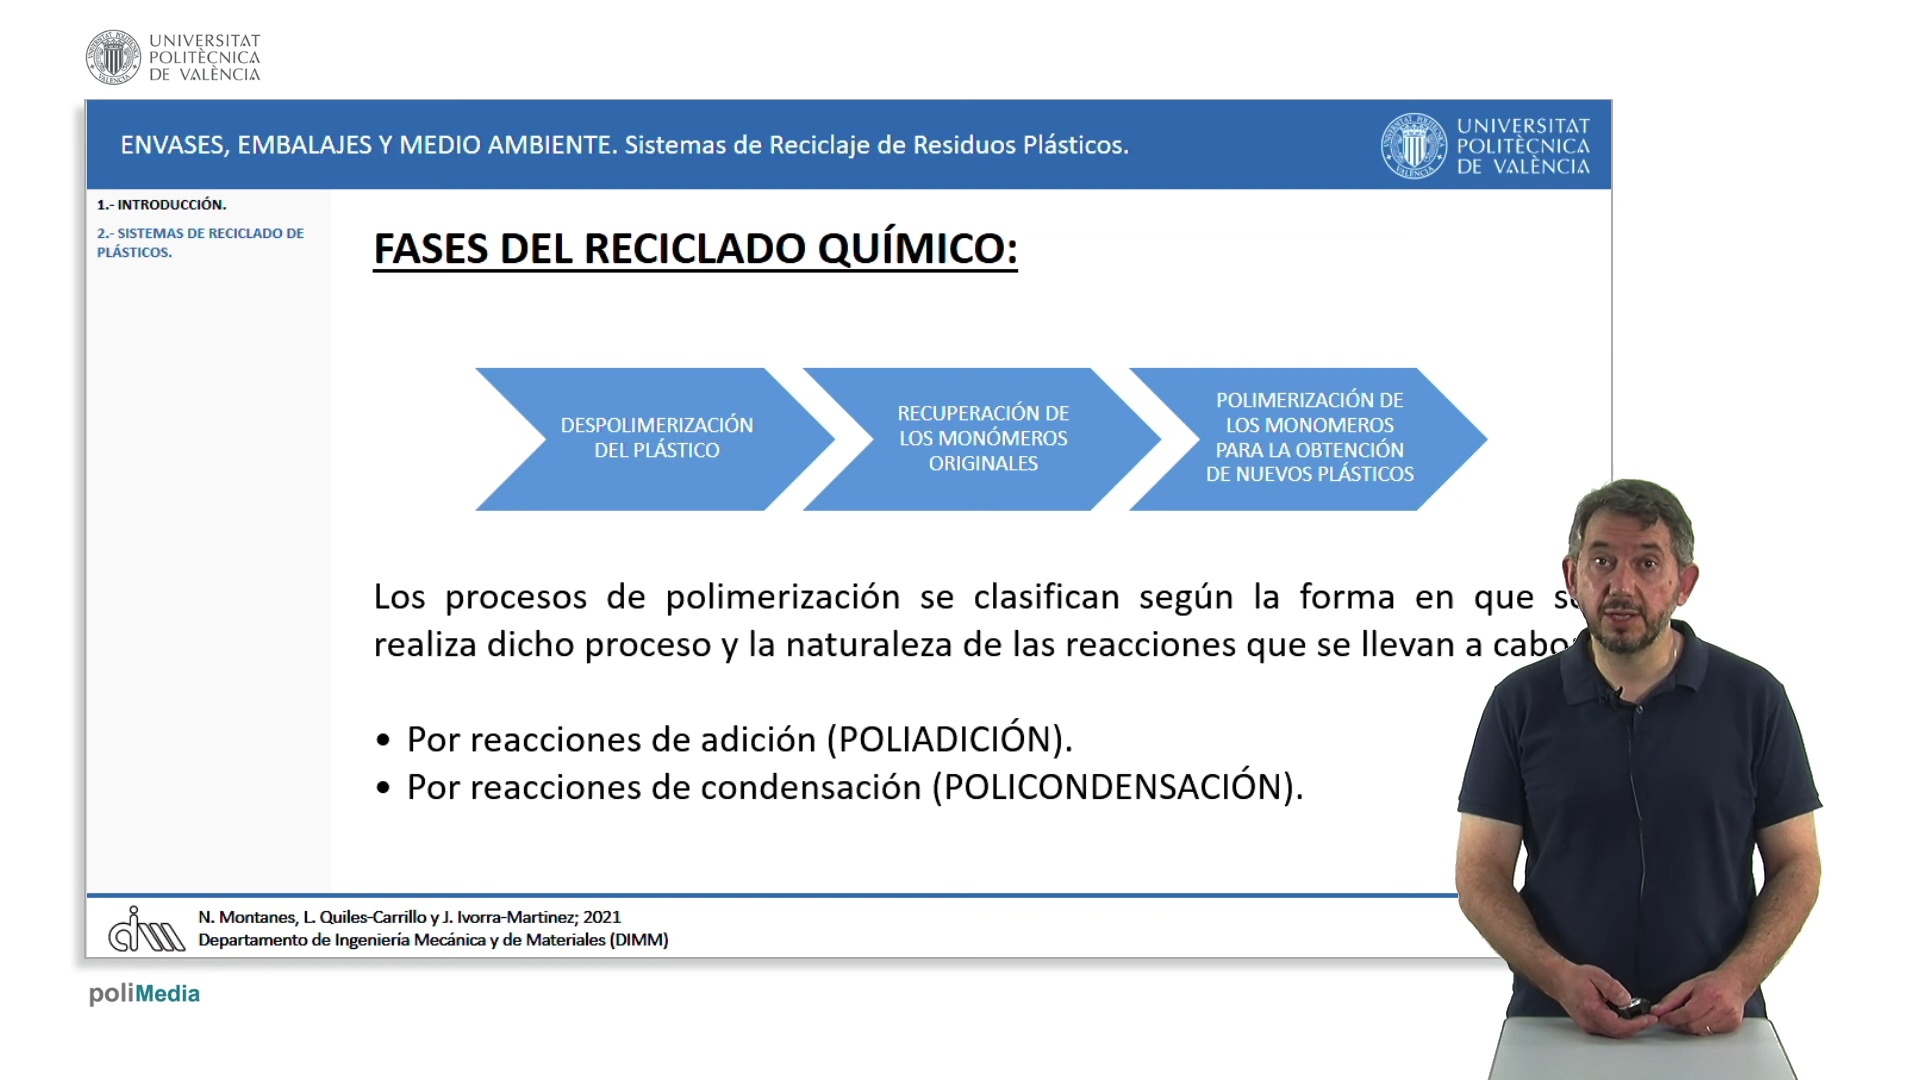 UNIVERSITAT
POLITÈCNICA
DE VALÈNCIA
ENVASES, EMBALAJES Y MEDIO AMBIENTE. Sistemas de Reciclaje de Residuos Plásticos.
UNIVERSITAT
POLITÈCNICA
DE VALÈNCIA
1.- INTRODUCCIÓN.
2.- SISTEMAS DE RECICLADO DE
PLÁSTICOS.
FASES DEL RECICLADO QUÍMICO:
DESPOLIMERIZACIÓN
DEL PLÁSTICO
RECUPERACIÓN DE
LOS MONÓMEROS
ORIGINALES
POLIMERIZACIÓN DE
LOS MONOMEROS
PARA LA OBTENCIÓN
DE NUEVOS PLÁSTICOS
Los procesos de polimerización se clasifican según la forma en que se
realiza dicho proceso y la naturaleza de las reacciones que se llevan a cabo:
• Por reacciones de adición (POLIADICIÓN).
• Por reacciones de condensación (POLICONDENSACIÓN).
dim
N. Montanes, L. Quiles-Carrillo y J. Ivorra-Martinez; 2021
Departamento de Ingeniería Mecánica y de Materiales (DIMM)
poliMedia